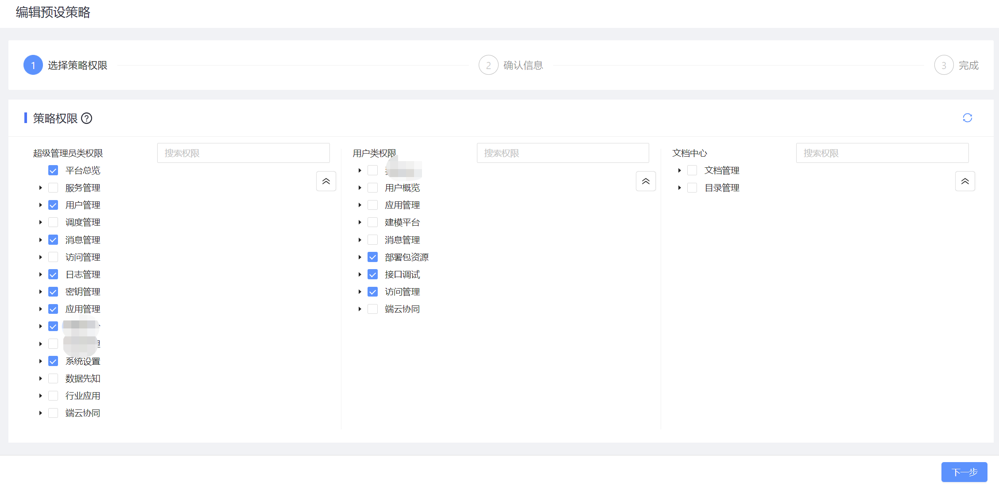 编辑预设策略
1 选择策略权限
2 确认信息
3 完成
策略权限
超级管理员类权限
搜索权限
平台总览
服务管理
用户管理
调度管理
消息管理
访问管理
日志管理
密钥管理
应用管理
理
系统设置
数据先知
行业应用
端云协同
用户类权限
搜索权限
用户概览
应用管理
建模平台
消息管理
部署包资源
接口调试
访问管理
端云协同
文档中心
搜索权限
文档管理
目录管理
下一步